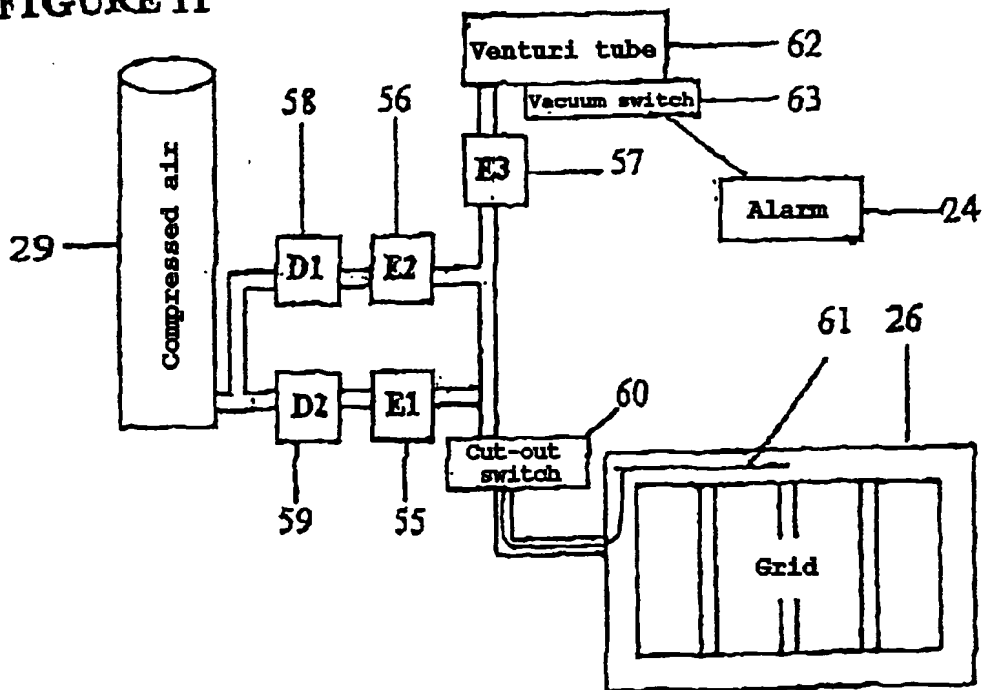 FIGURE 11
Venturi tube
62
Vacuum switch
63
58
56
E3
57
Compressed air
Alarm
24
29
D1
E2
61
26
D2
E1
60
Cut-out
switch
59
55
Grid